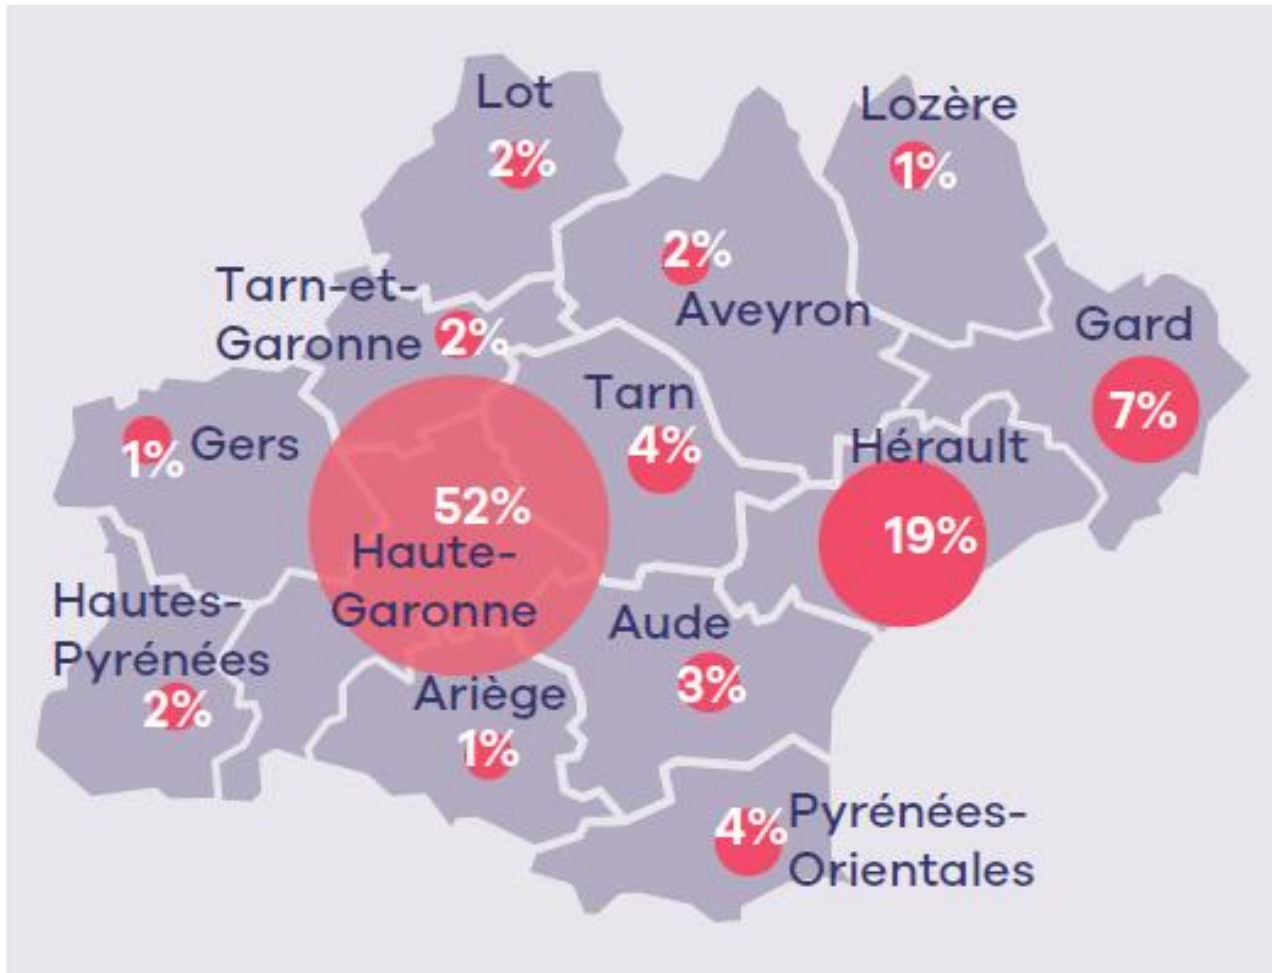 Lot
2%
Lozère
1%
2%
Aveyron
Tarn-et-
Garonne
2%
Gard
7%
Tarn
4%
1%
Gers
Hérault
19%
52%
Haute-
Garonne
Hautes-
Pyrénées
2%
Aude
3%
Ariège
1%
4%
Pyrénées-
Orientales